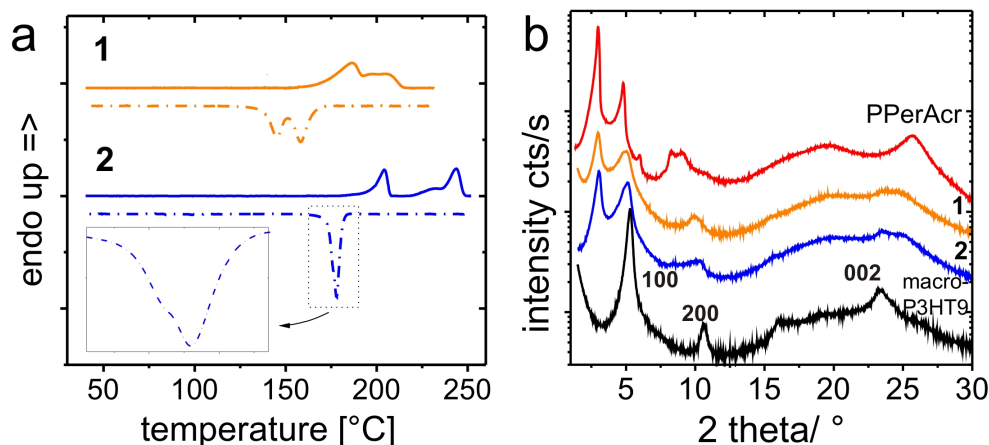 a
1
2
endo up =>
50
100
150
200
250
temperature [°C]
b
PPerAcr
1
2
100
200
002
macro-
P3HT9
intensity cts/s
5
10
15
20
25
30
2 theta/ °